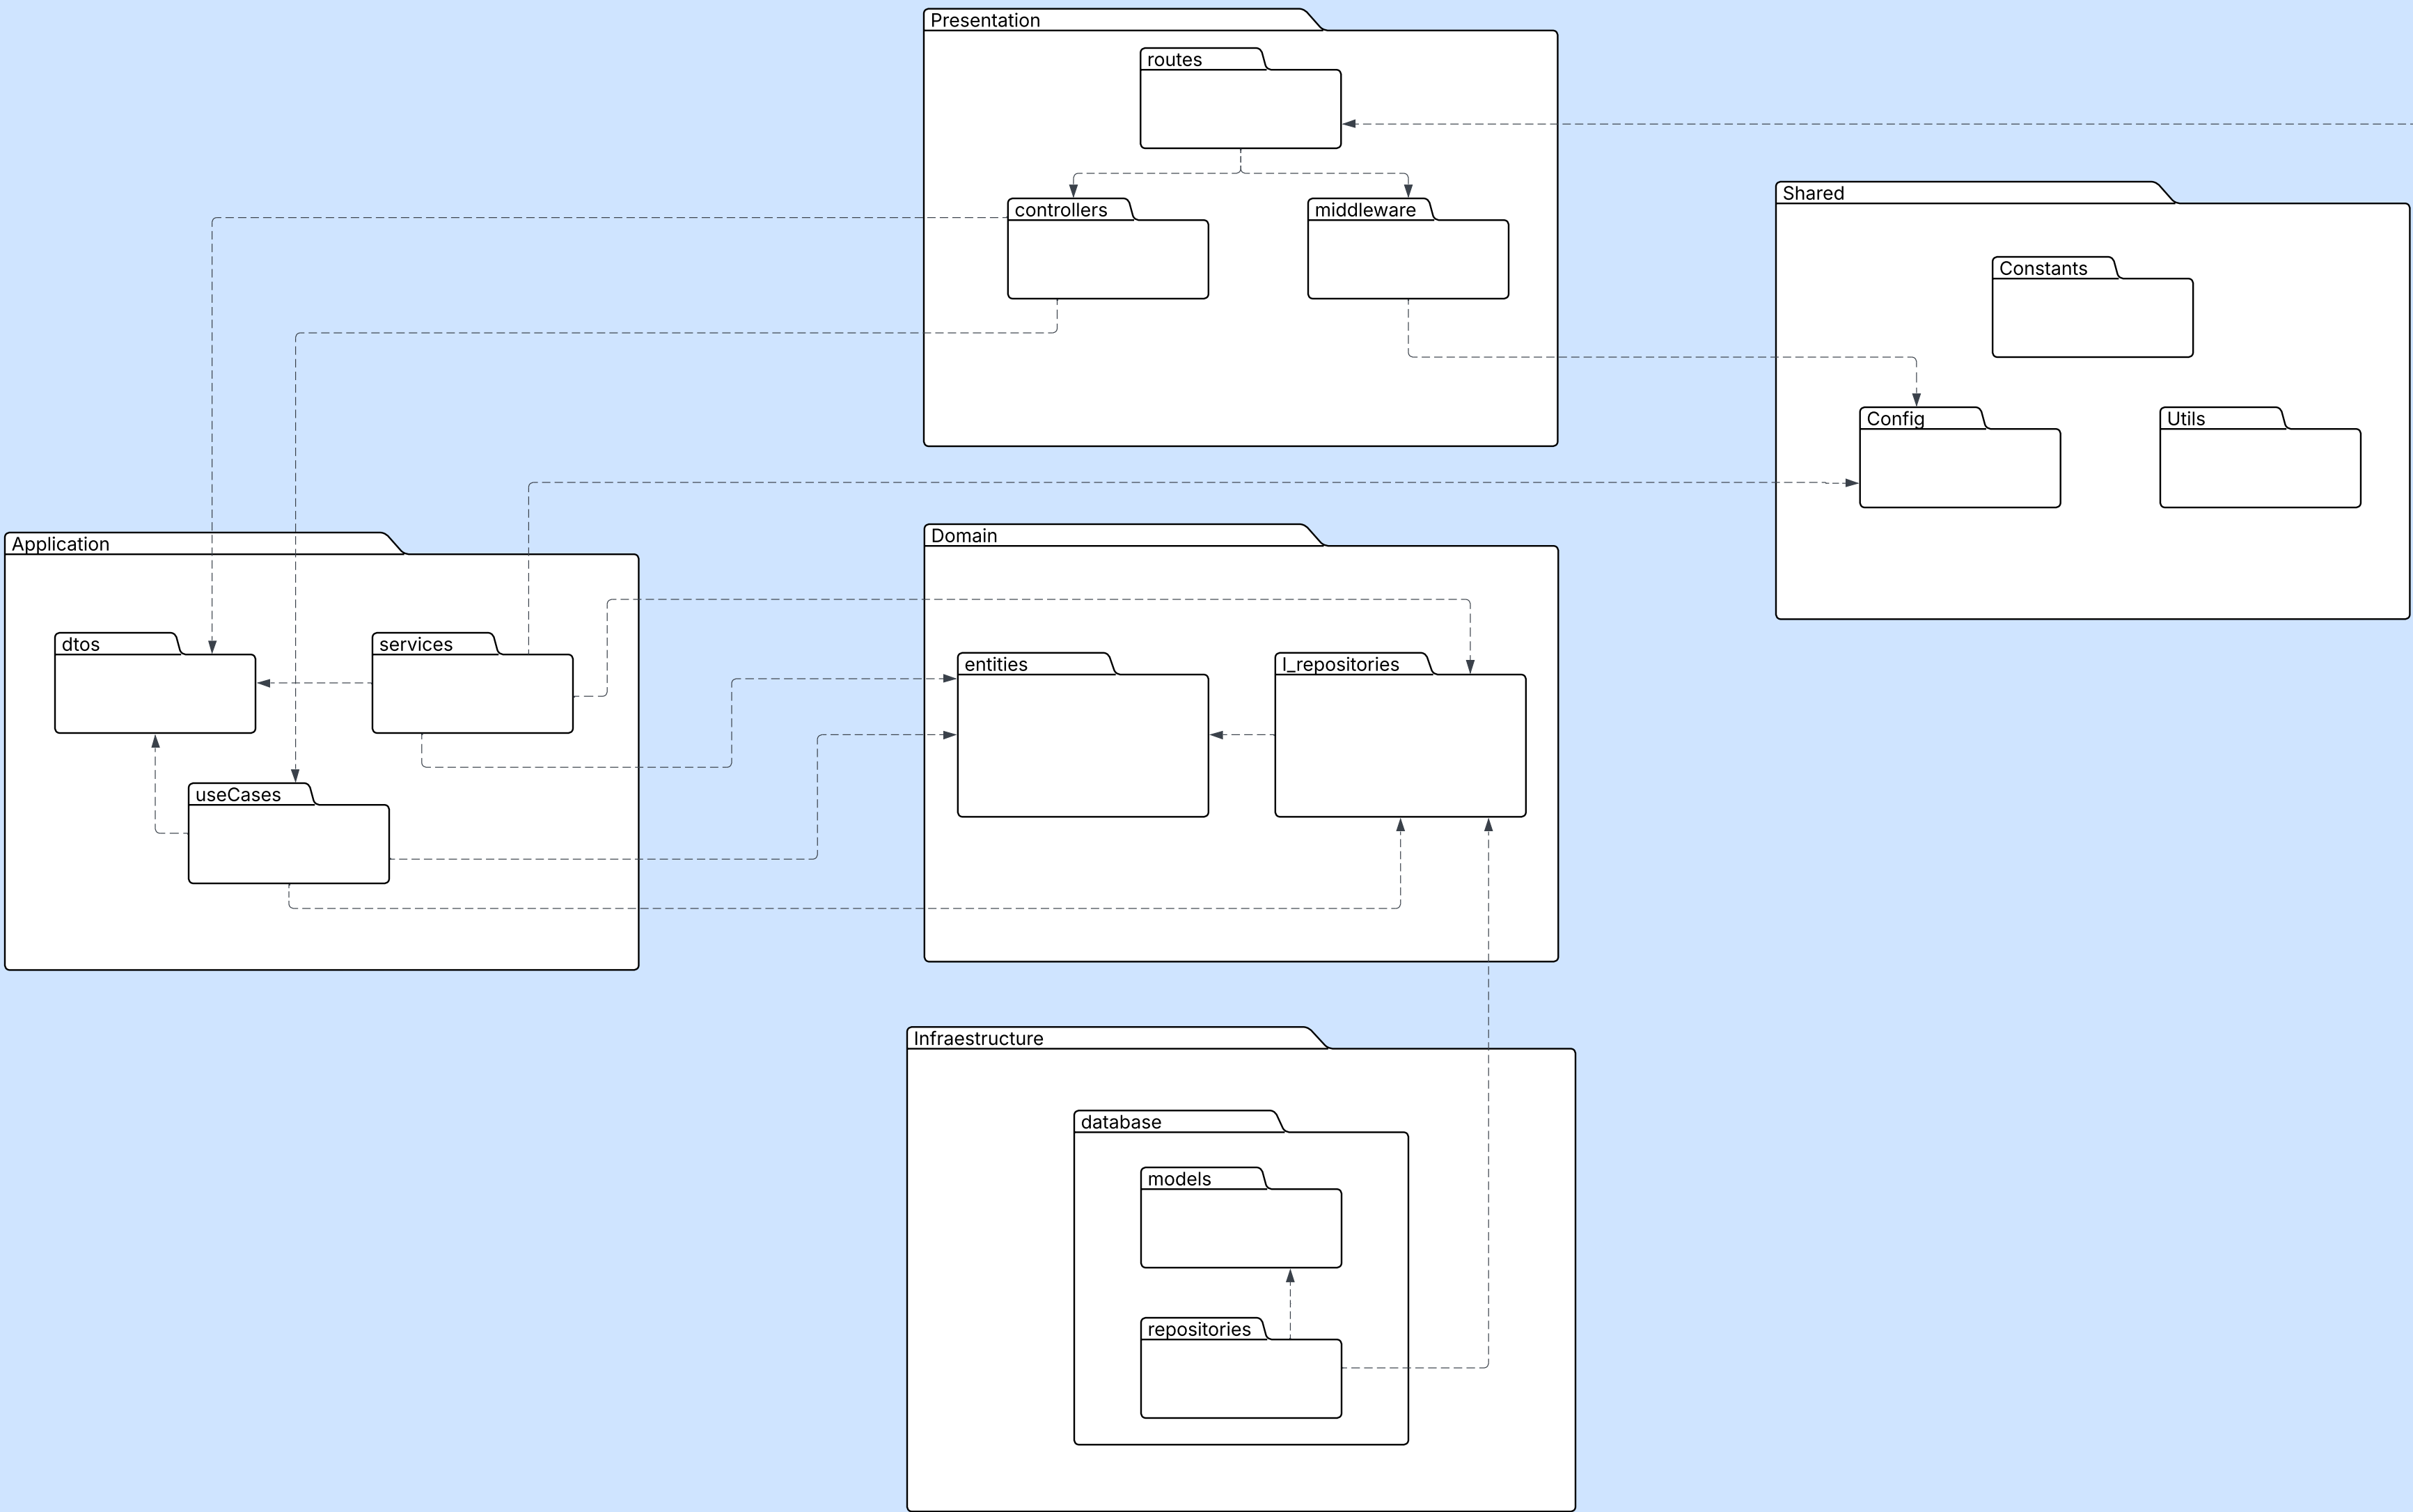 Presentation
routes
controllers
middleware
Shared
Constants
Config
Utils
Application
dtos
services
useCases
Domain
entities
I_repositories
Infraestructure
database
models
repositories